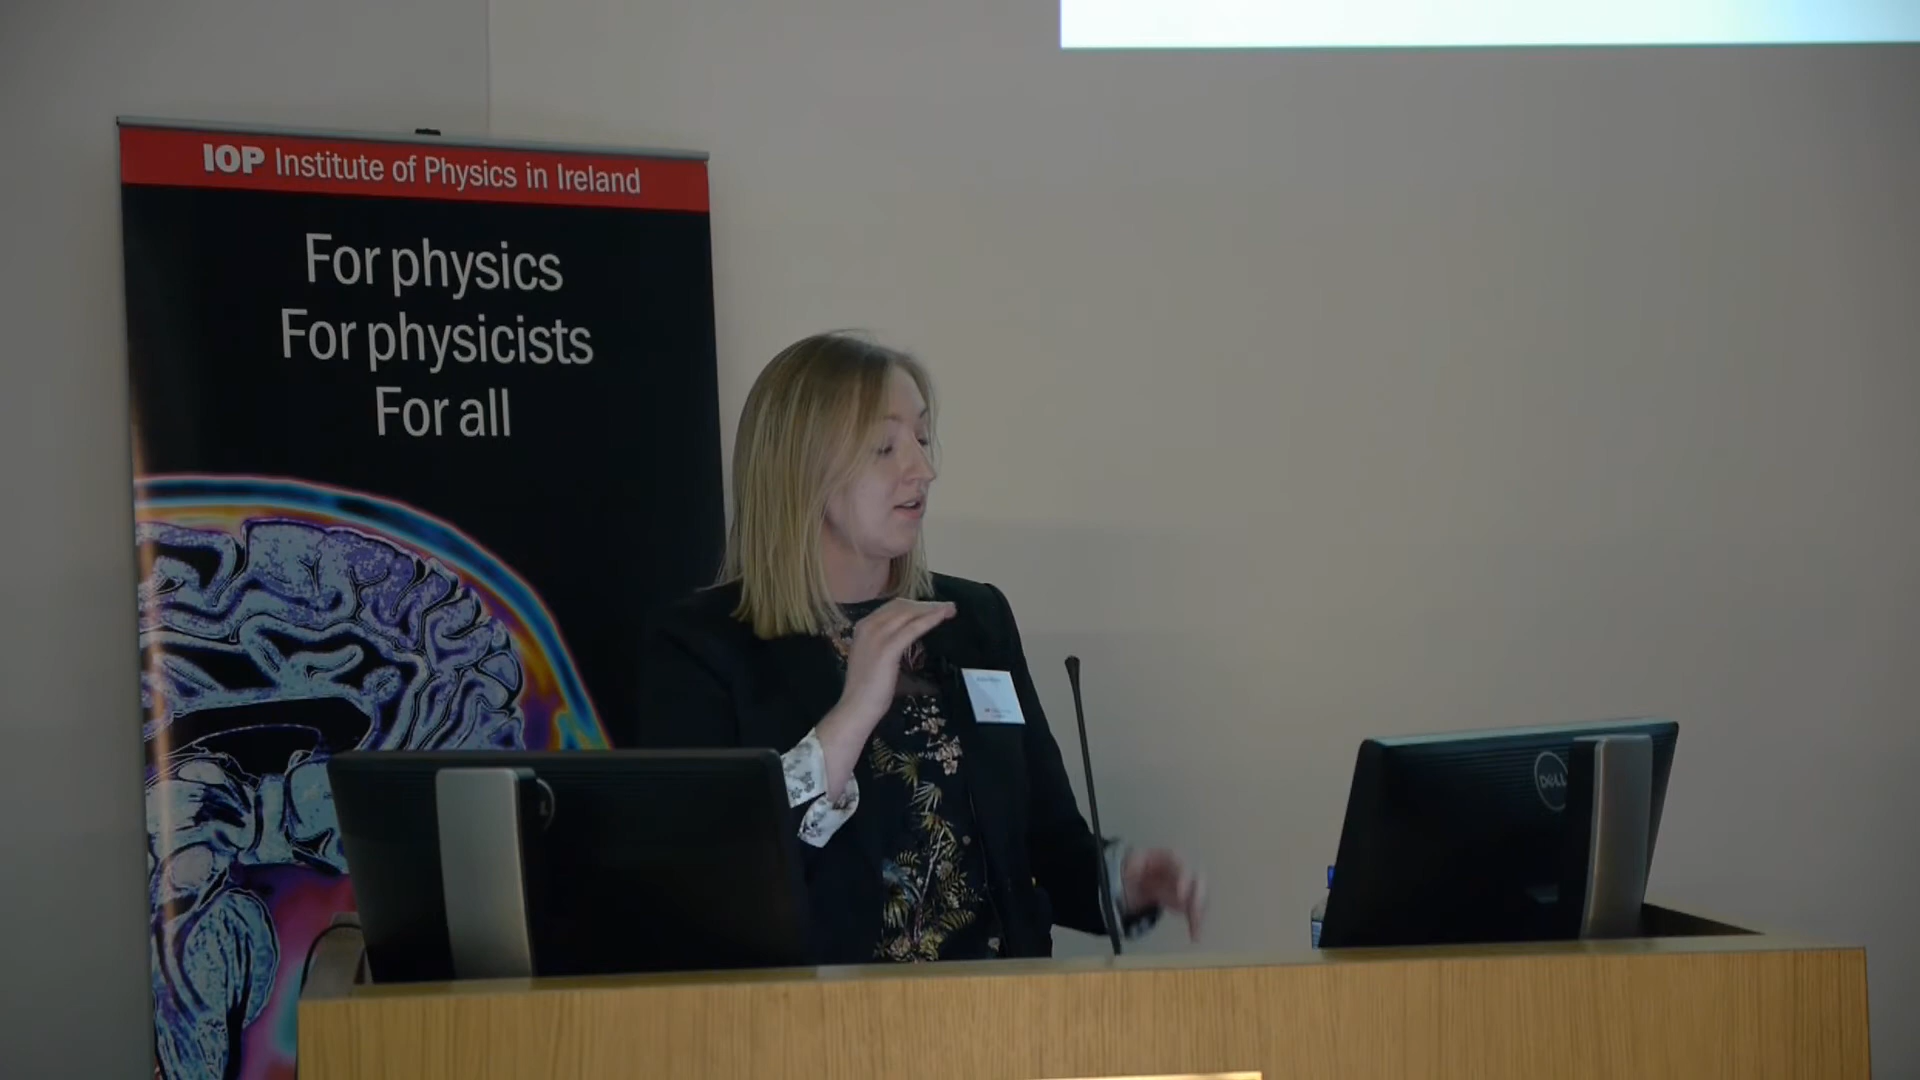 IOP Institute of Physics in Ireland
For physics
For physicists
For all
DELL